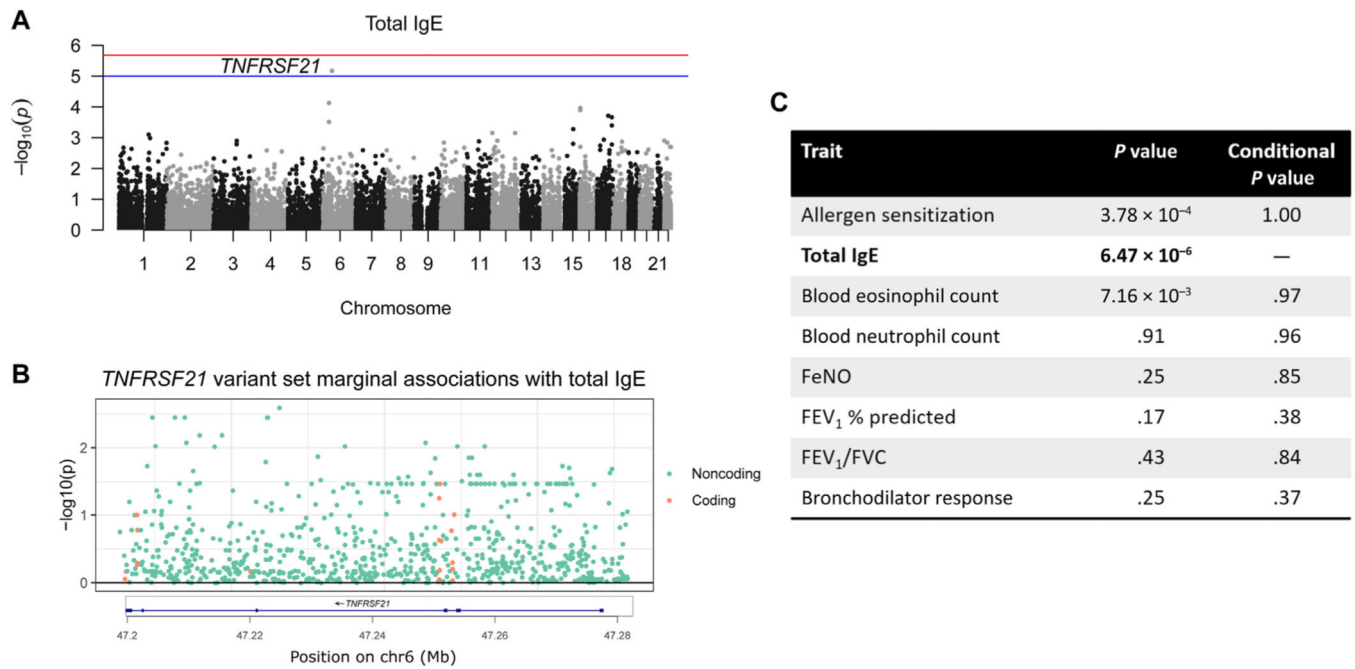 A
Total IgE
6
5
4
3
2
1
0
−log10(p)
TNFRSF21
1 2 3 4 5 6 7 8 9 11 13 15 18 21
Chromosome
B
TNFRSF21 variant set marginal associations with total IgE
2
1
0
−log10(p)
Noncoding
Coding
←TNFRSF21
47.2 47.22 47.24 47.26 47.28
Position on chr6 (Mb)
C
Trait P value Conditional
P value
Allergen sensitization 3.78 × 10⁻⁴ 1.00
Total IgE 6.47 × 10⁻⁶ —
Blood eosinophil count 7.16 × 10⁻³ .97
Blood neutrophil count .91 .96
FeNO .25 .85
FEV₁ % predicted .17 .38
FEV₁/FVC .43 .84
Bronchodilator response .25 .37